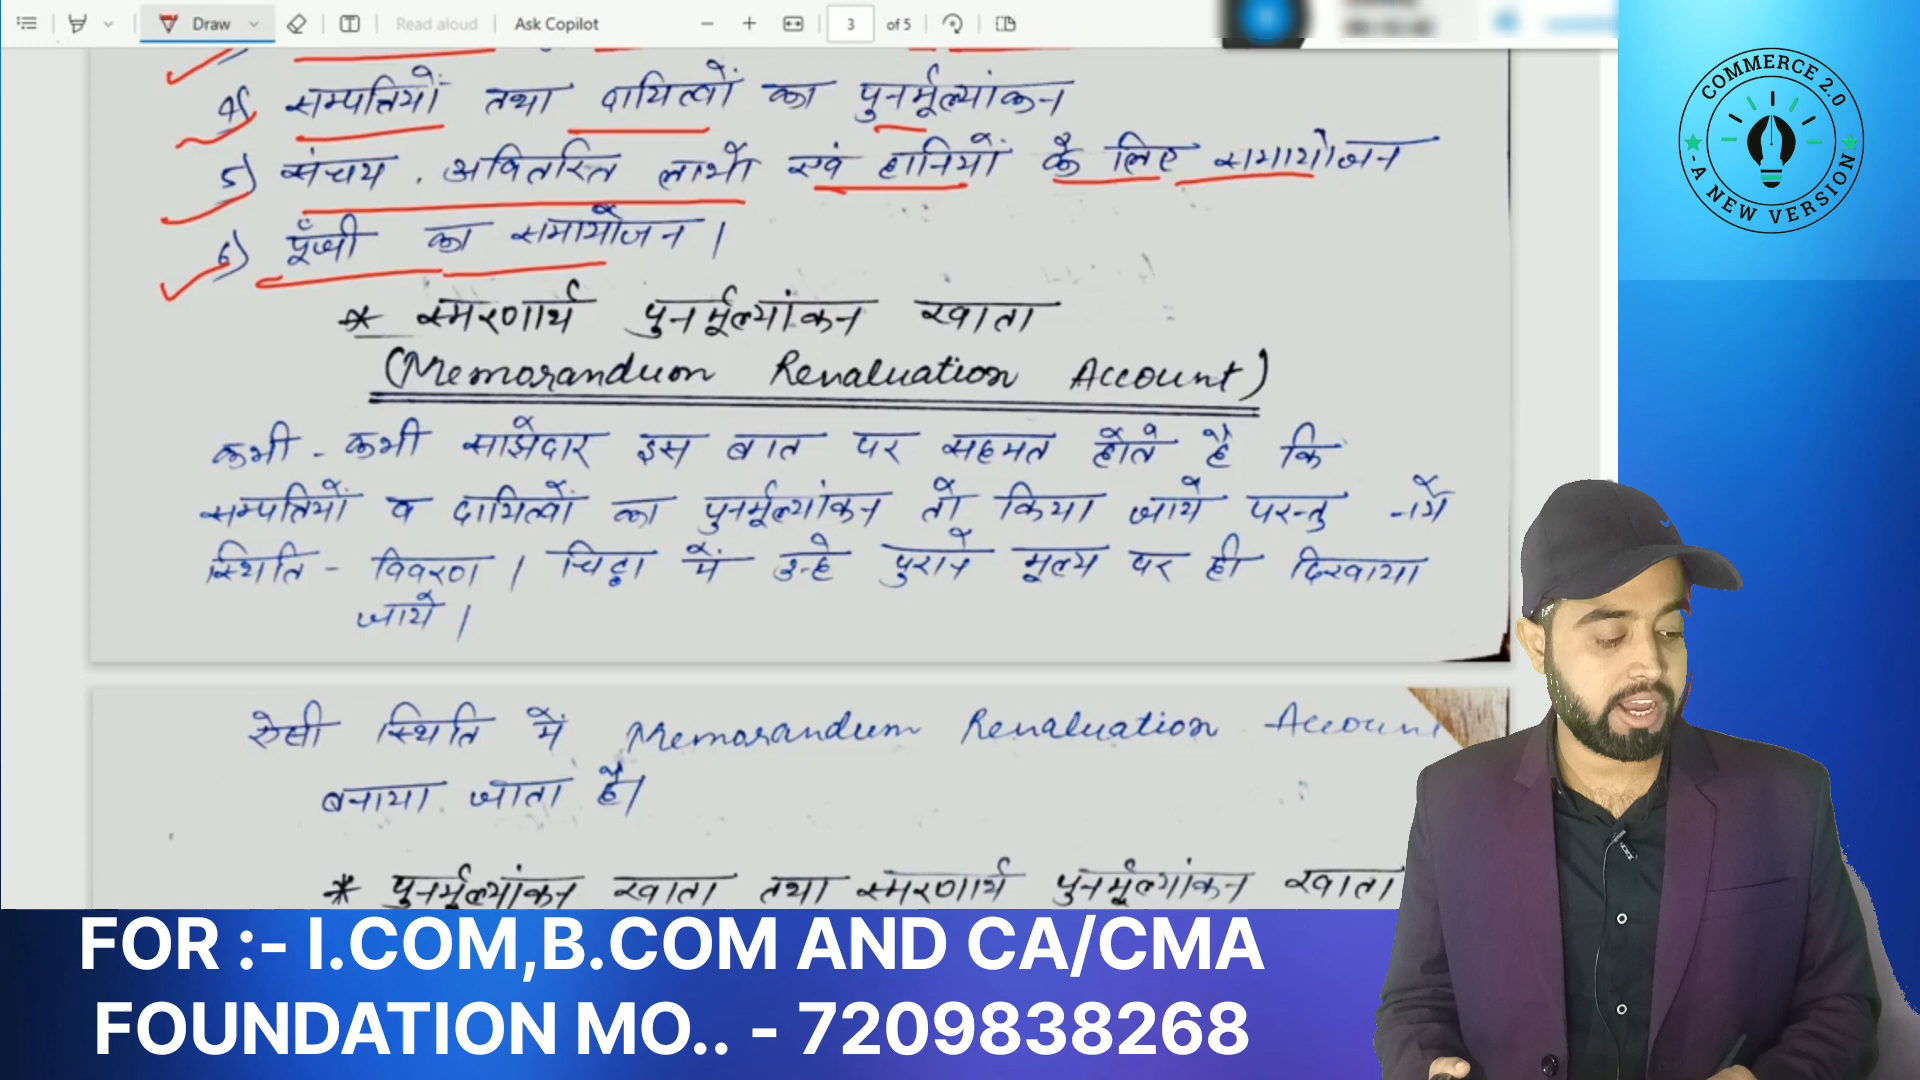 Draw
Read aloud
Ask Copilot
3 of 5
4) सम्पत्तियों तथा दायित्वों का पुनर्मूल्यांकन
5) संचय . अवितरित लाभों एवं हानियों के लिए समायोजन
6) पूँजी का समायोजन।
* स्मरणार्थ पुनर्मूल्यांकन खाता
(Memorandum Revaluation Account)
कभी - कभी साझेदार इस बात पर सहमत होते है कि
सम्पतियों व दायित्वों का पुनर्मूल्यांकन तो किया जाये परन्तु नये
स्थिति - विवरण / चिट्ठा में उन्हे पुराने मूल्य पर ही दिखाया
जाये।
ऐसी स्थिति में Memorandum Revaluation Account
बनाया जाता है।
* पुनर्मूल्यांकन खाता तथा स्मरणार्थ पुनर्मूल्यांकन खाता
COMMERCE 2.0
-A NEW VERSION
FOR :- I.COM,B.COM AND CA/CMA
FOUNDATION MO.. - 7209838268